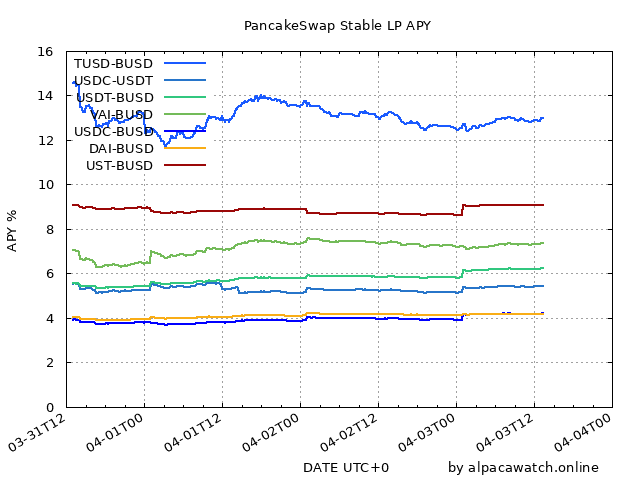 PancakeSwap Stable LP APY
16
14
12
10
8
6
4
2
0
APY %
TUSD-BUSD
USDC-USDT
USDT-BUSD
VAI-BUSD
USDC-BUSD
DAI-BUSD
UST-BUSD
03-31T12
04-01T00
04-01T12
04-02T00
04-02T12
04-03T00
04-03T12
04-04T00
DATE UTC+0
by alpacawatch.online